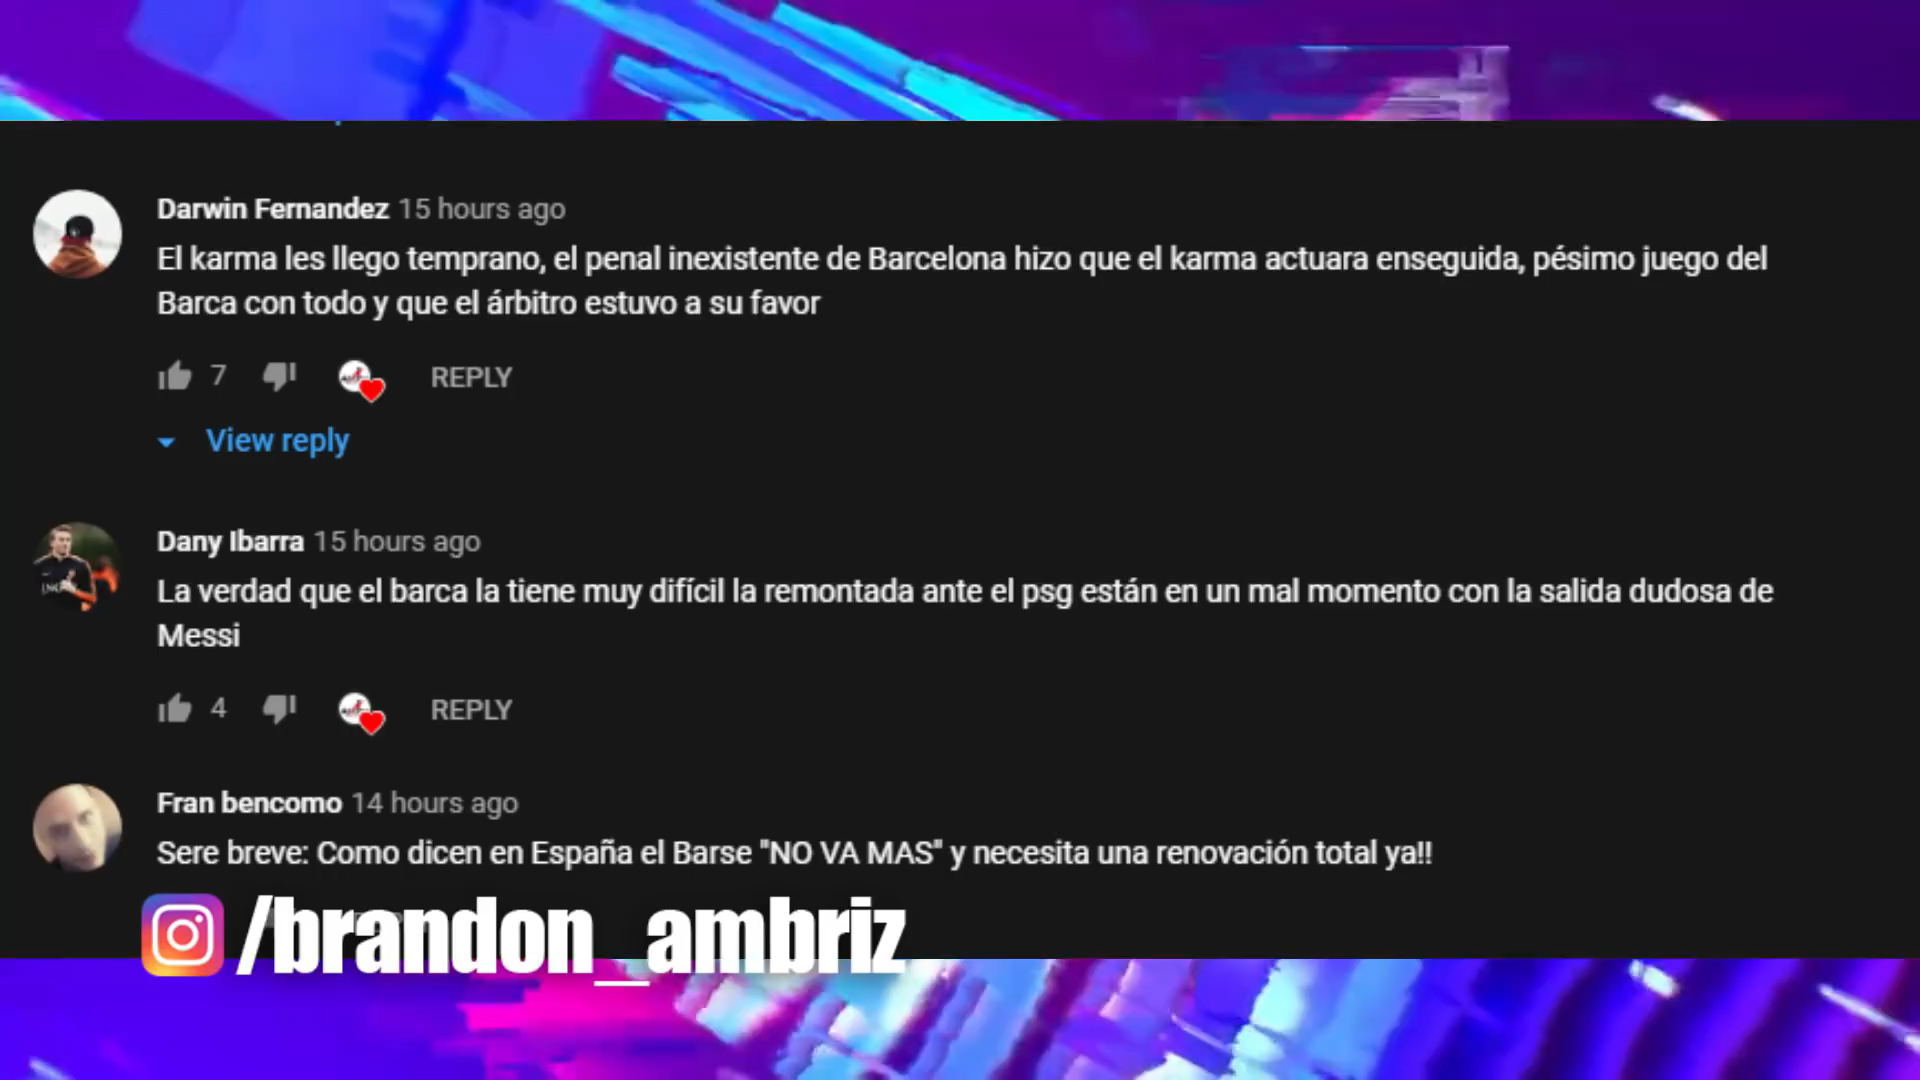 Darwin Fernandez 15 hours ago
El karma les llego temprano, el penal inexistente de Barcelona hizo que el karma actuara enseguida, pésimo juego del
Barca con todo y que el árbitro estuvo a su favor
7 REPLY
View reply
Dany Ibarra 15 hours ago
La verdad que el barca la tiene muy difícil la remontada ante el psg están en un mal momento con la salida dudosa de
Messi
4 REPLY
Fran bencomo 14 hours ago
Sere breve: Como dicen en España el Barse "NO VA MAS" y necesita una renovación total ya!!
/brandon_ambriz